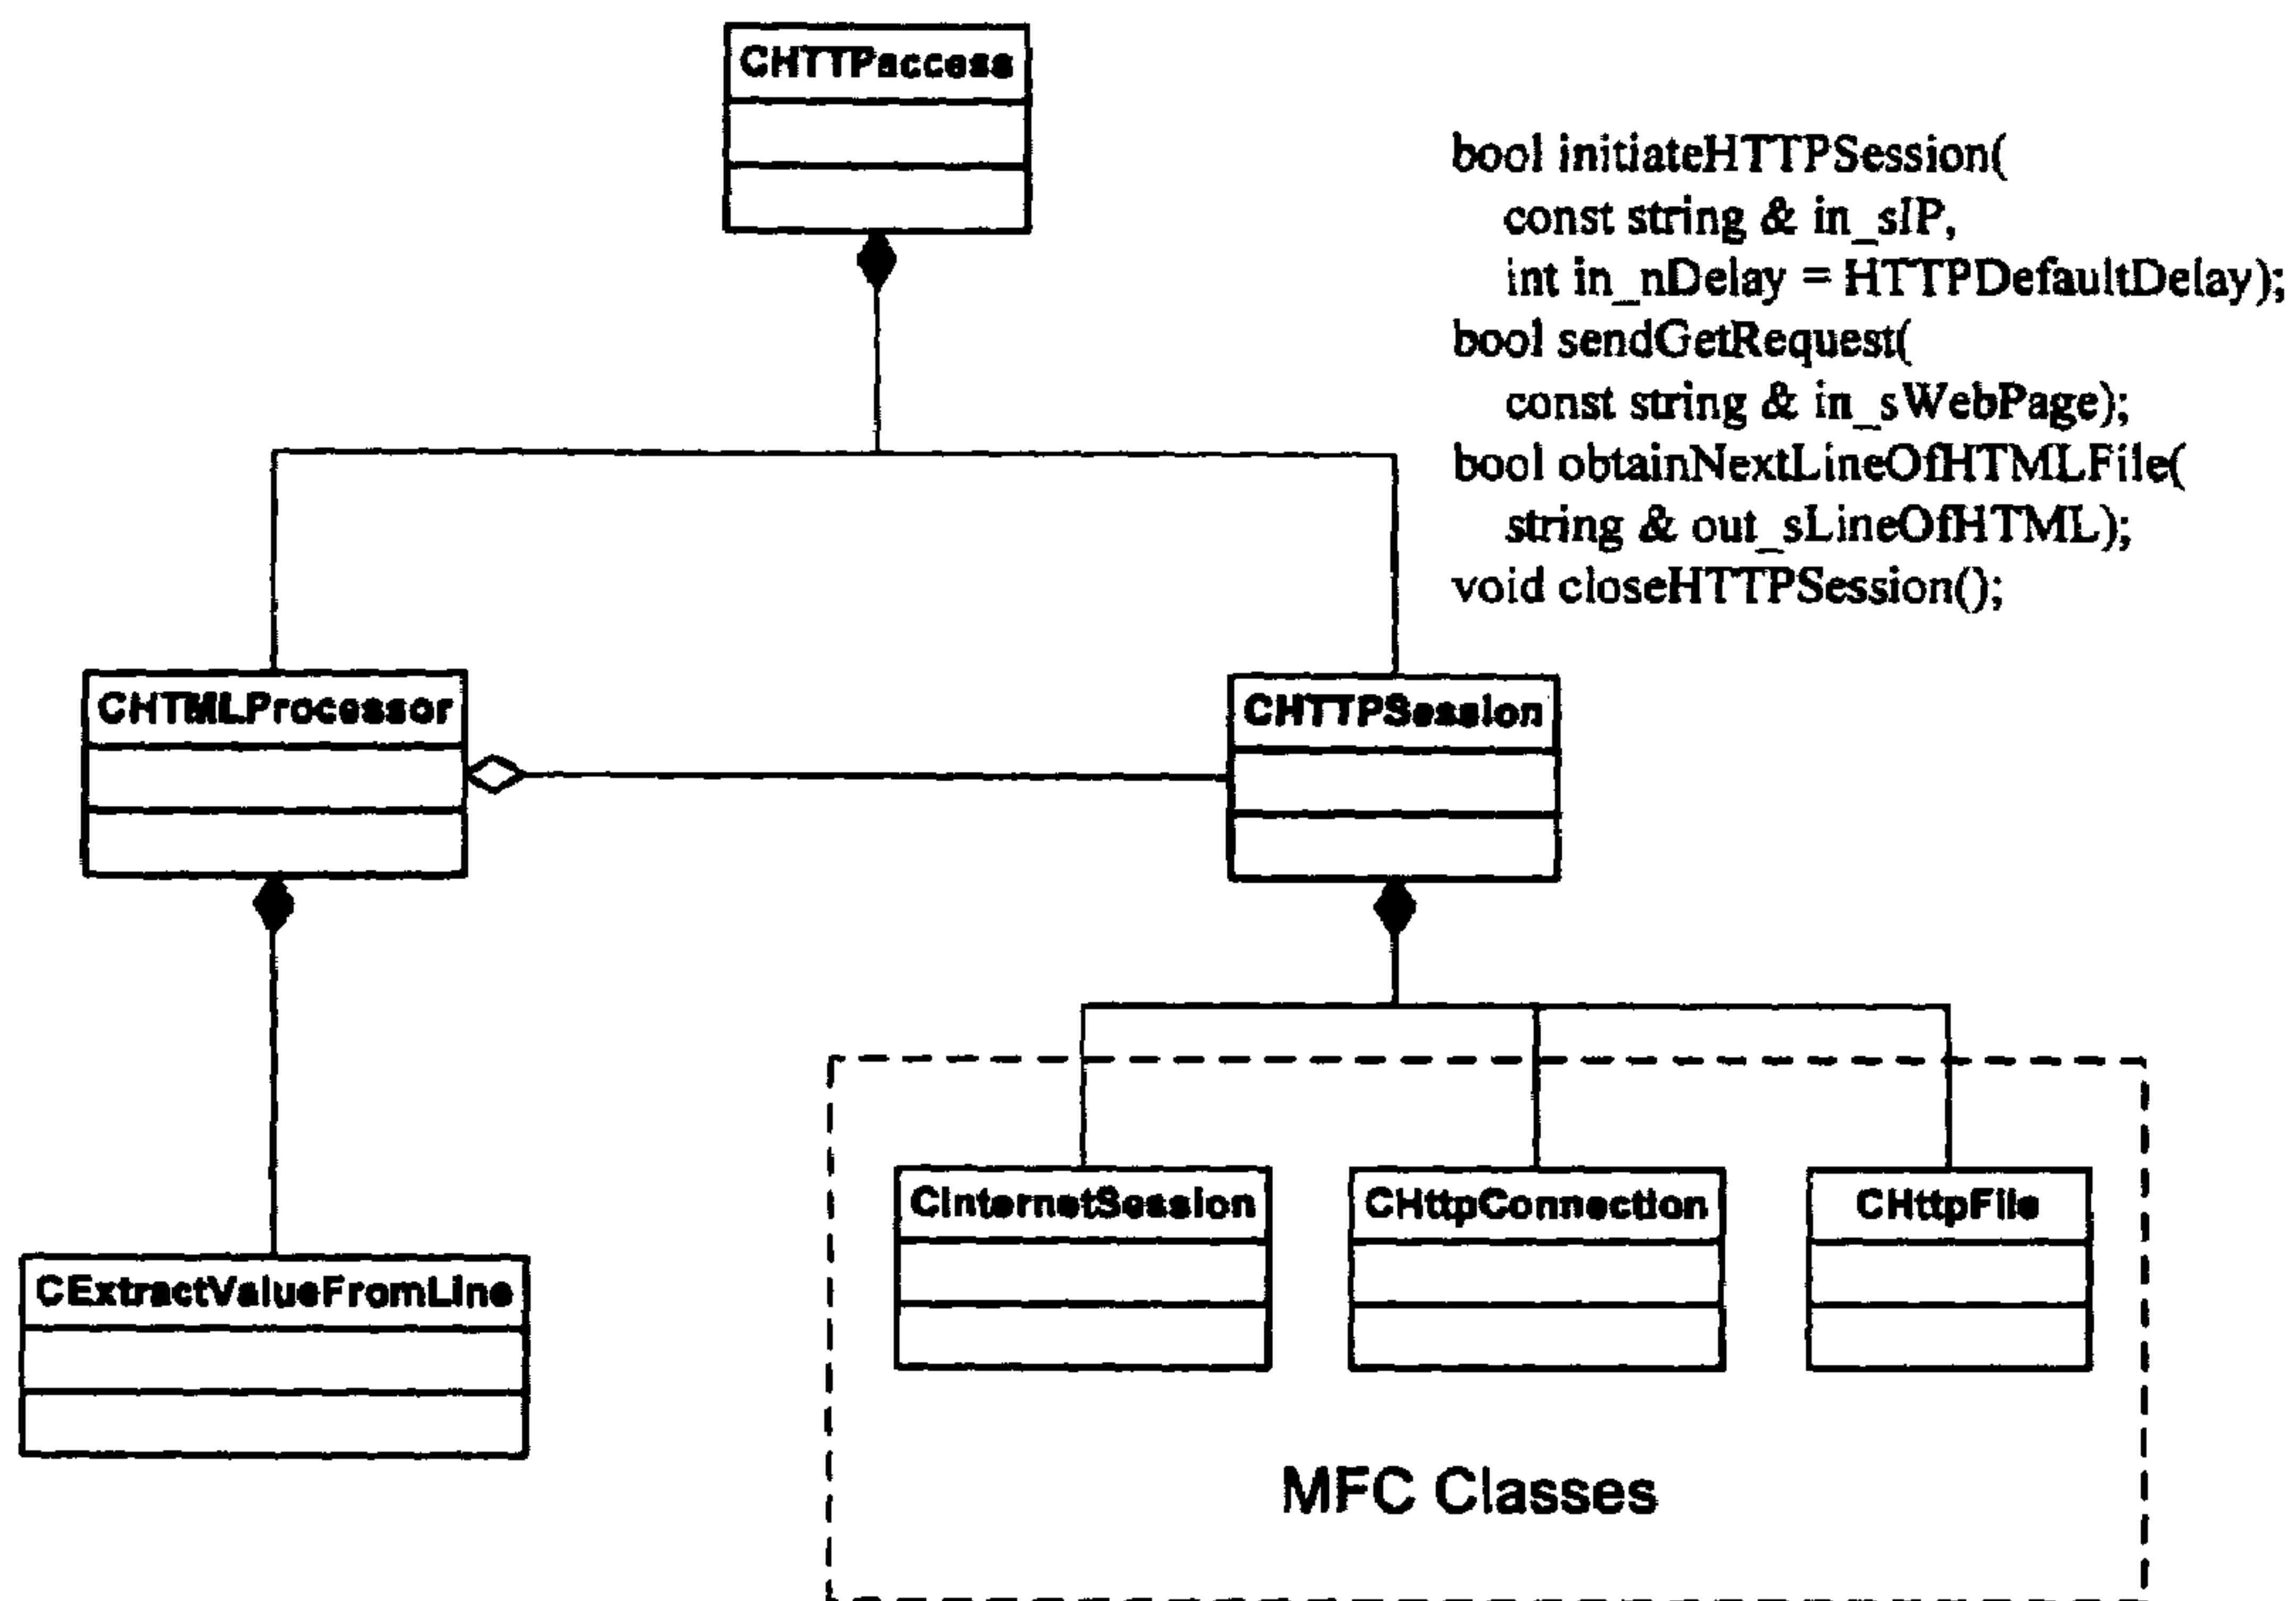 CHTTPaccess
bool initiateHTTPSession(
const string & in_sIP,
int in_nDelay = HTTPDefaultDelay);
bool sendGetRequest(
const string & in_sWebPage);
bool obtainNextLineOfHTMLFile(
string & out_sLineOfHTML);
void closeHTTPSession();
CHTMLProcessor
CHTTPSession
CInternetSession
CHttpConnection
CHttpFile
CExtractValueFromLine
MFC Classes